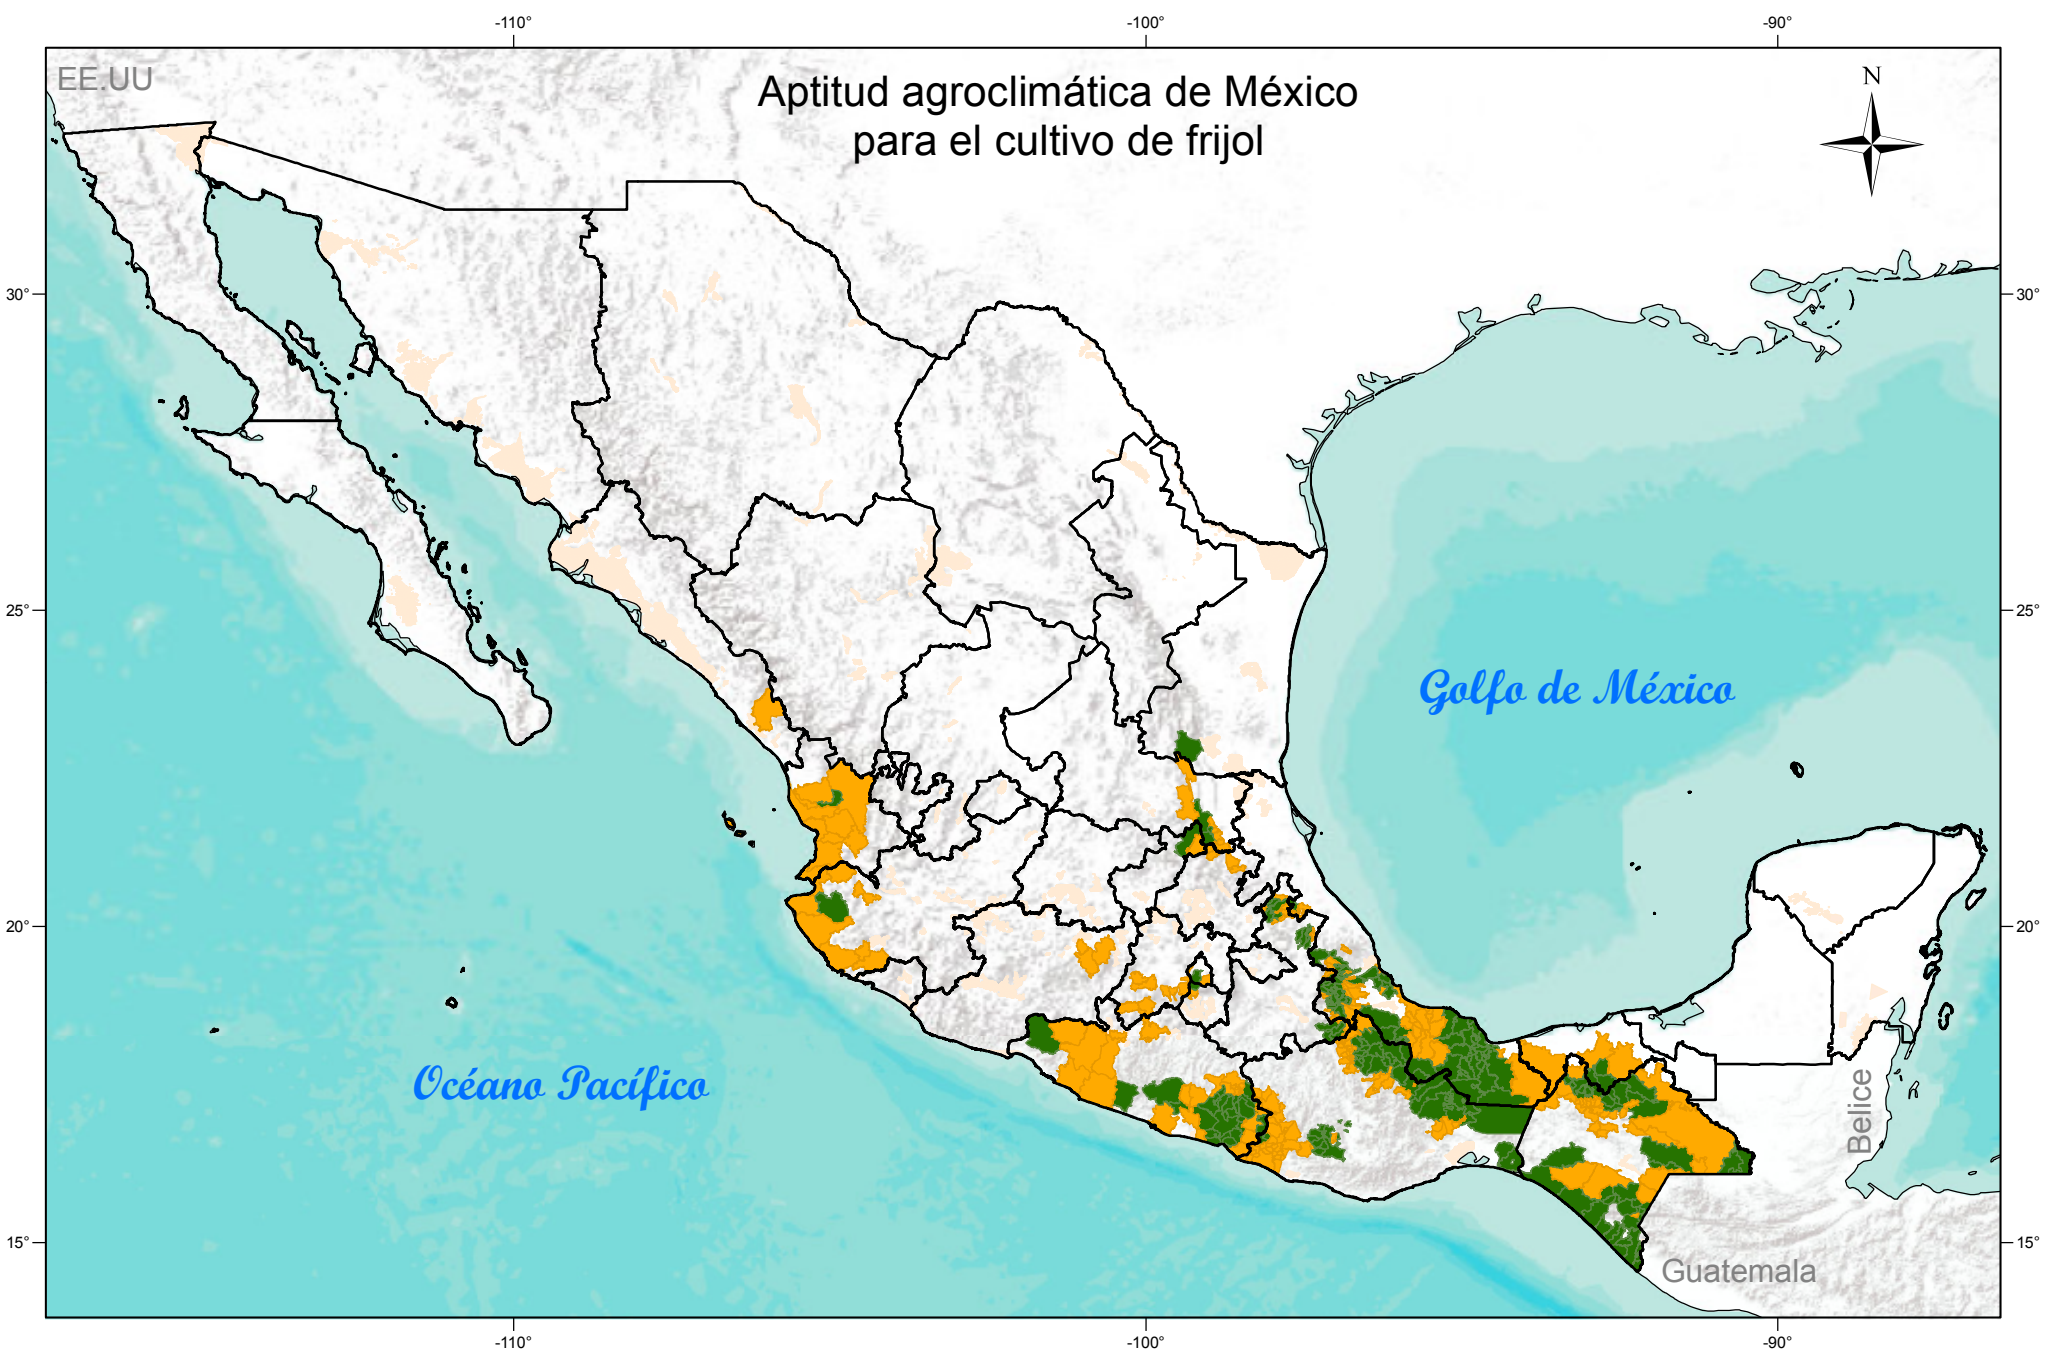 -110°
-100°
-90°
EE.UU
Aptitud agroclimática de México
para el cultivo de frijol
N
30°
30°
25°
25°
Golfo de México
20°
20°
Océano Pacífico
Belice
15°
15°
Guatemala
-110°
-100°
-90°